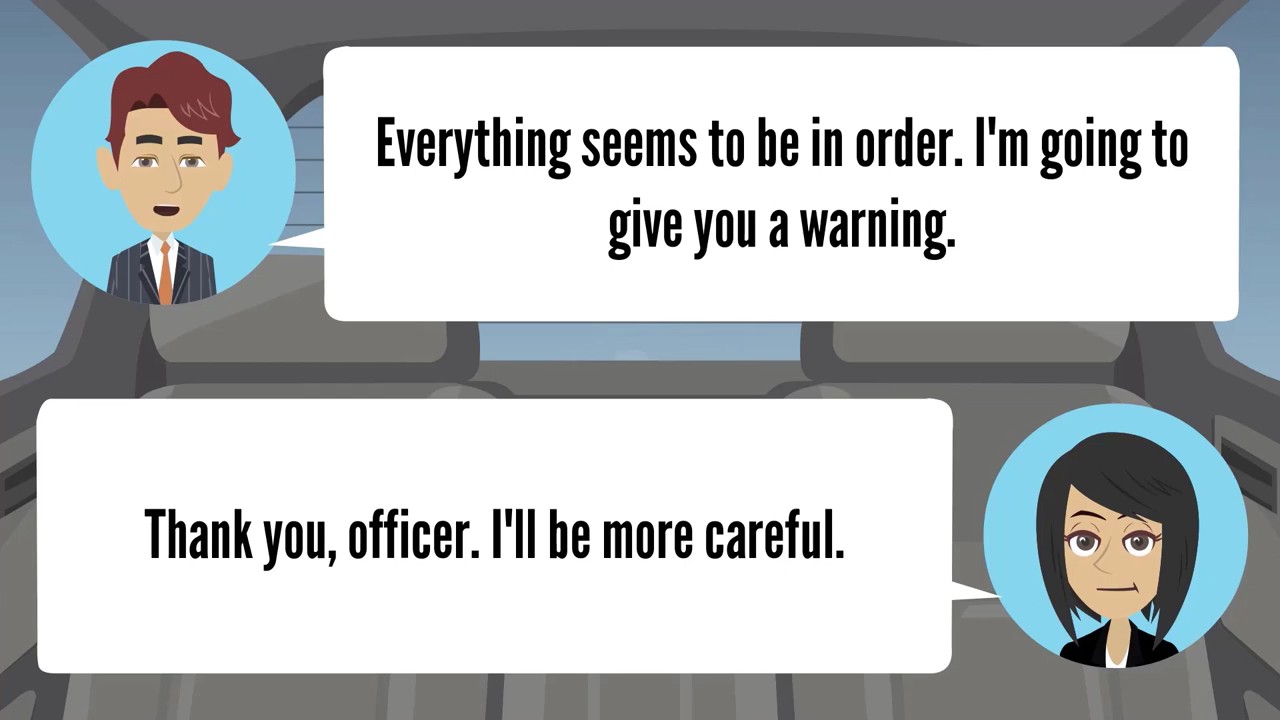 Everything seems to be in order. I'm going to
give you a warning.
Thank you, officer. I'll be more careful.